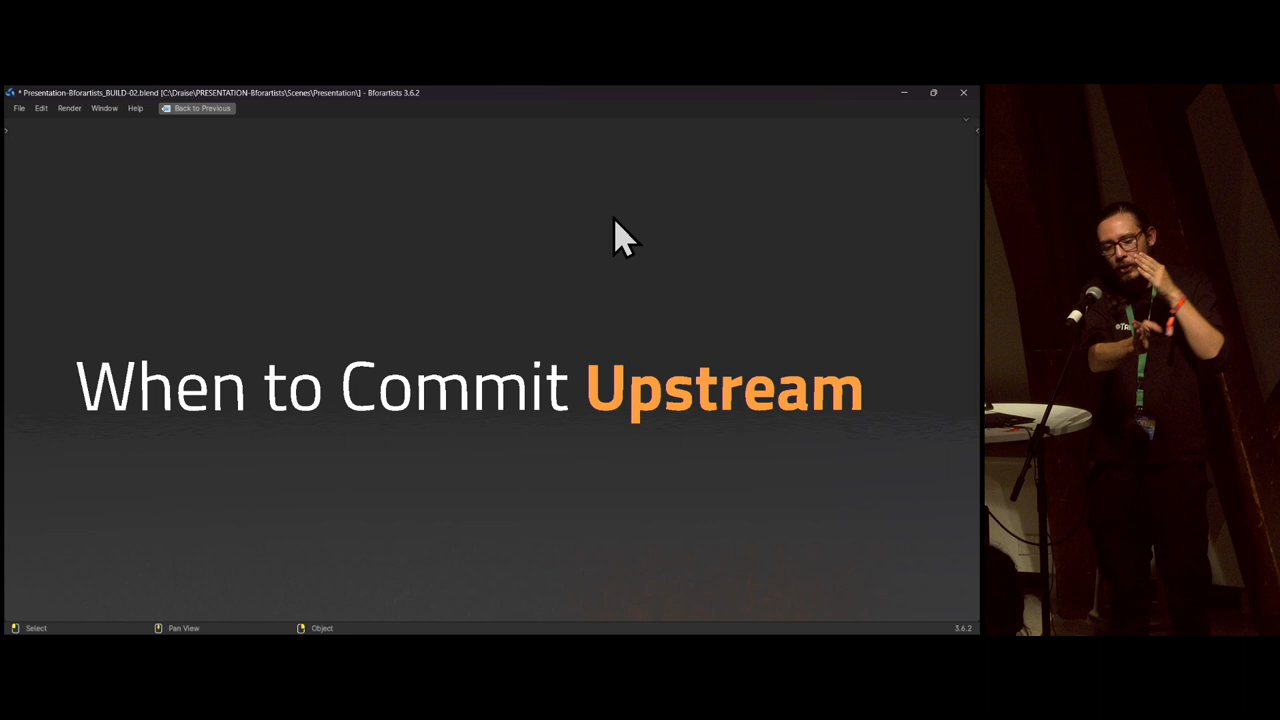 * Presentation-Bforartists_BUILD-02.blend [C:\Draise\PRESENTATION-Bforartists\Scenes\Presentation\] - Bforartists 3.6.2
File Edit Render Window Help Back to Previous
When to Commit Upstream
Select Pan View Object 3.6.2